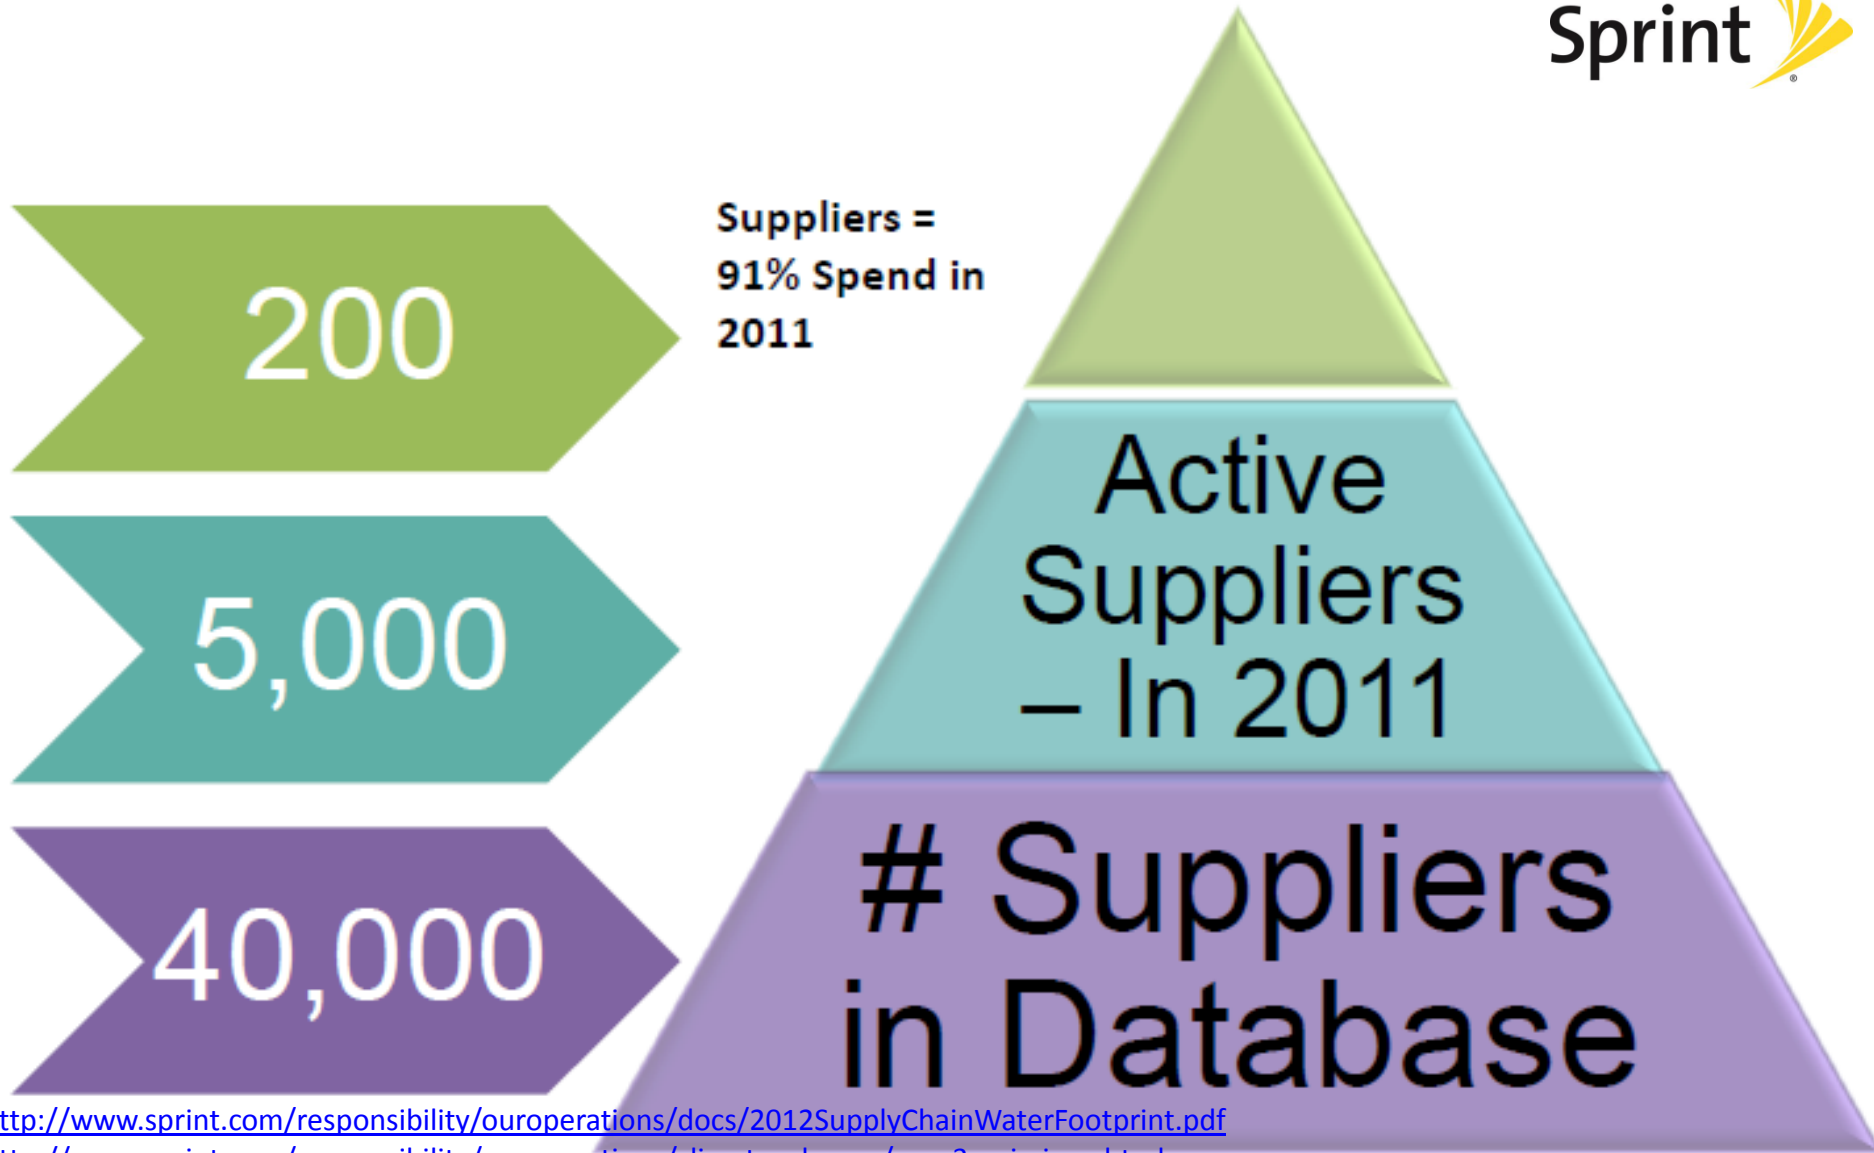 Sprint
®
200
Suppliers =
91% Spend in
2011
5,000
Active
Suppliers
– In 2011
40,000
# Suppliers
in Database
ttp://www.sprint.com/responsibility/ouroperations/docs/2012SupplyChainWaterFootprint.pdf